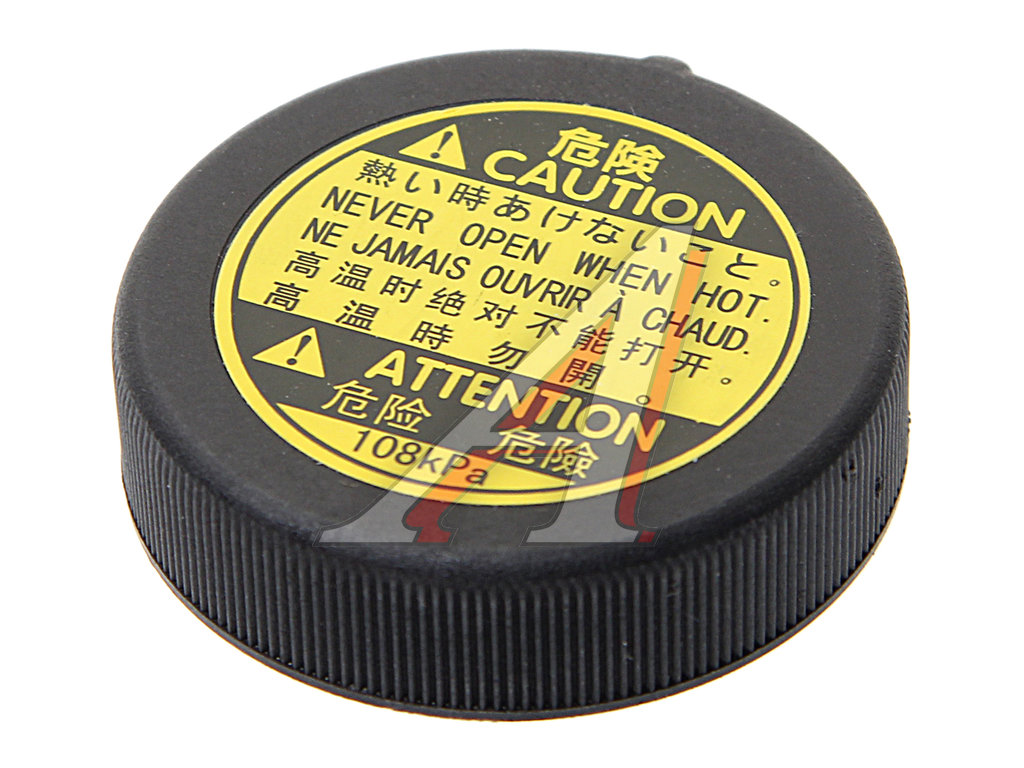 危険
CAUTION
熱い時あけないこと。
NEVER OPEN WHEN HOT.
NE JAMAIS OUVRIR À CHAUD.
高温时绝对不能打开。
高温時勿開。
ATTENTION
危险 危險
108kPa